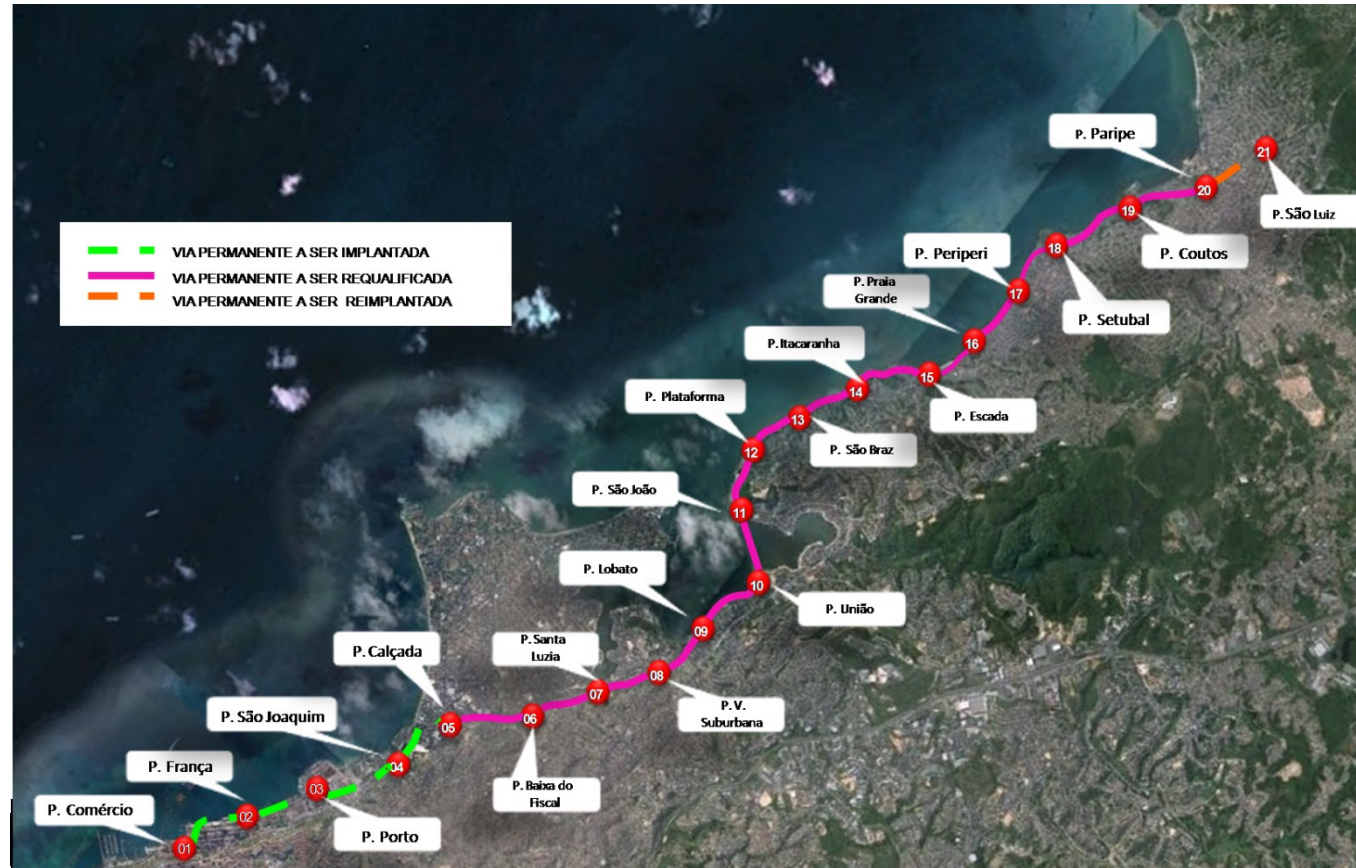 P. Paripe
21
20
P. São Luiz
19
P. Coutos
18
P. Periperi
P. Setubal
17
P. Praia
Grande
16
P. Itacaranha
15
14
P. Escada
P. Plataforma
13
P. São Braz
12
P. São João
11
P. Lobato
10
P. União
09
P. Santa
Luzia
P. Calçada
08
P. V.
Suburbana
07
06
P. Baixa do
Fiscal
05
P. São Joaquim
04
P. França
03
P. Porto
02
P. Comércio
01
VIA PERMANENTE A SER IMPLANTADA
VIA PERMANENTE A SER REQUALIFICADA
VIA PERMANENTE A SER REIMPLANTADA